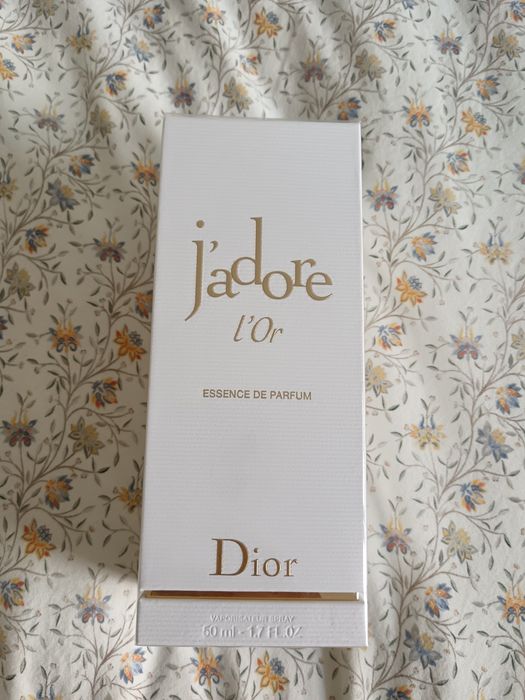 j'adore
l'Or
ESSENCE DE PARFUM
Dior
VAPORISATEUR SPRAY
50 ml - 1.7 FL.OZ